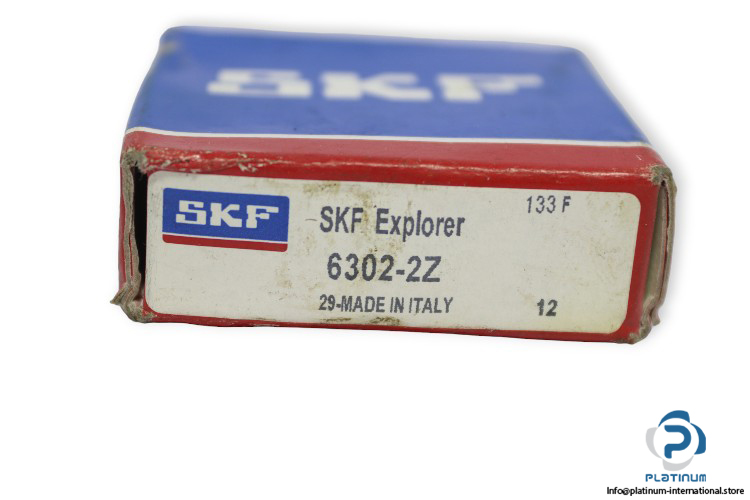 SKF
SKF
SKF Explorer
133 F
6302-2Z
29-MADE IN ITALY
12
PLATINUM
Info@platinum-international.store